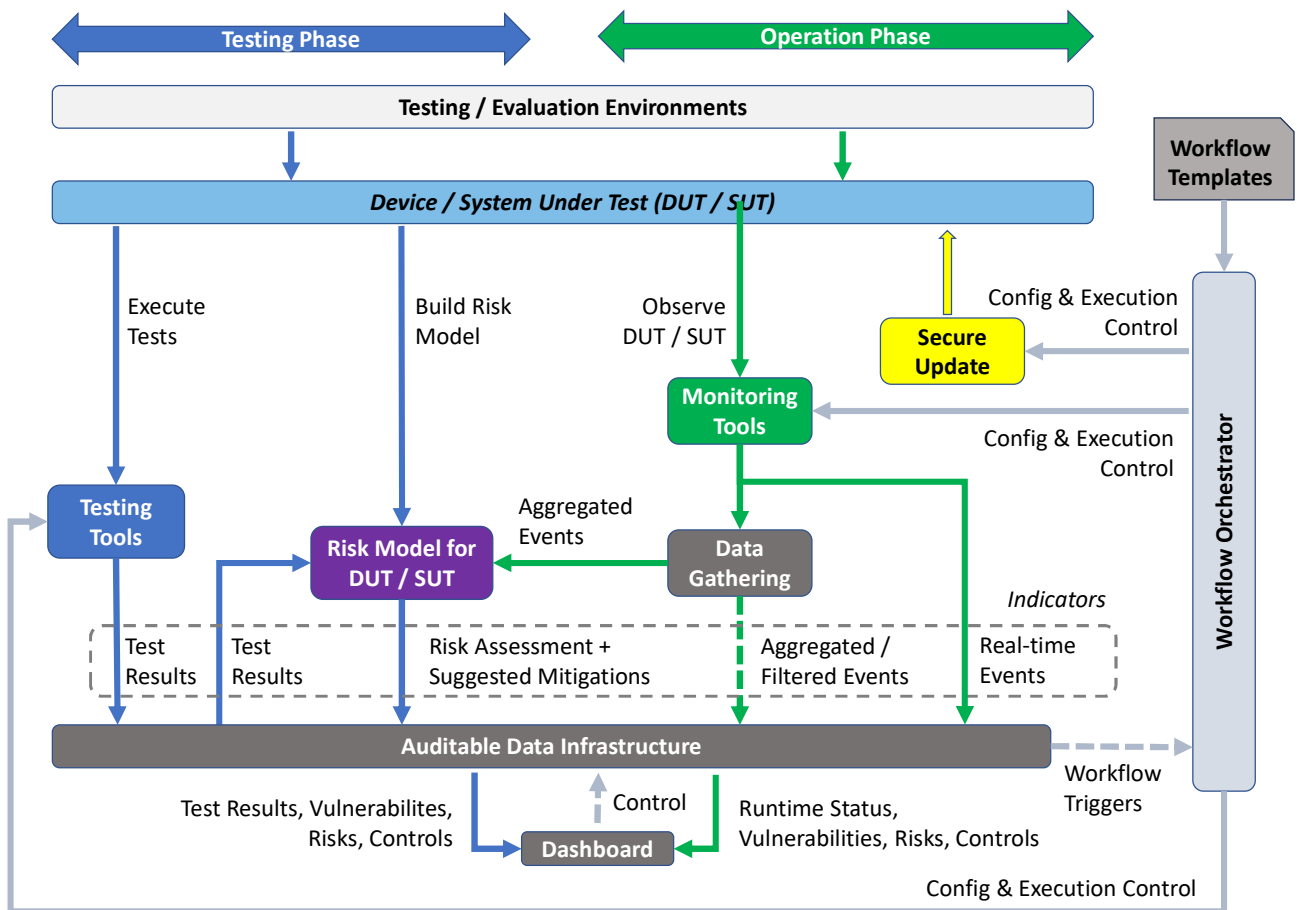 Testing Phase
Operation Phase
Testing / Evaluation Environments
Workflow
Templates
Device / System Under Test (DUT / SUT)
Execute
Tests
Build Risk
Model
Observe
DUT / SUT
Config & Execution
Control
Secure
Update
Monitoring
Tools
Config & Execution
Control
Workflow Orchestrator
Testing
Tools
Aggregated
Events
Risk Model for
DUT / SUT
Data
Gathering
Indicators
Test
Results
Test
Results
Risk Assessment +
Suggested Mitigations
Aggregated /
Filtered Events
Real-time
Events
Auditable Data Infrastructure
Workflow
Triggers
Test Results, Vulnerabilites,
Risks, Controls
Control
Runtime Status,
Vulnerabilities, Risks, Controls
Dashboard
Config & Execution Control